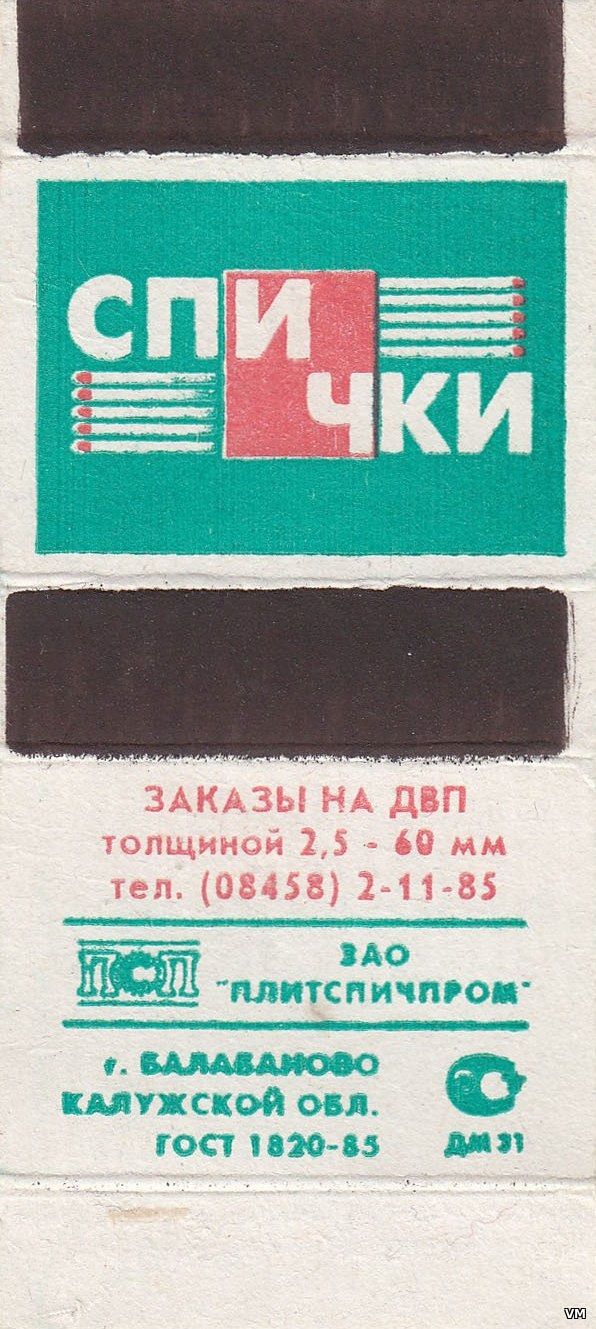 СПИ
ЧКИ
ЗАКАЗЫ НА ДВП
толщиной 2,5 - 60 мм
тел. (08458) 2-11-85
ПСП
ЗАО
"ПЛИТСПИЧПРОМ"
г. БАЛАБАНОВО
КАЛУЖСКОЙ ОБЛ.
ГОСТ 1820-85
ДМ 31
VM